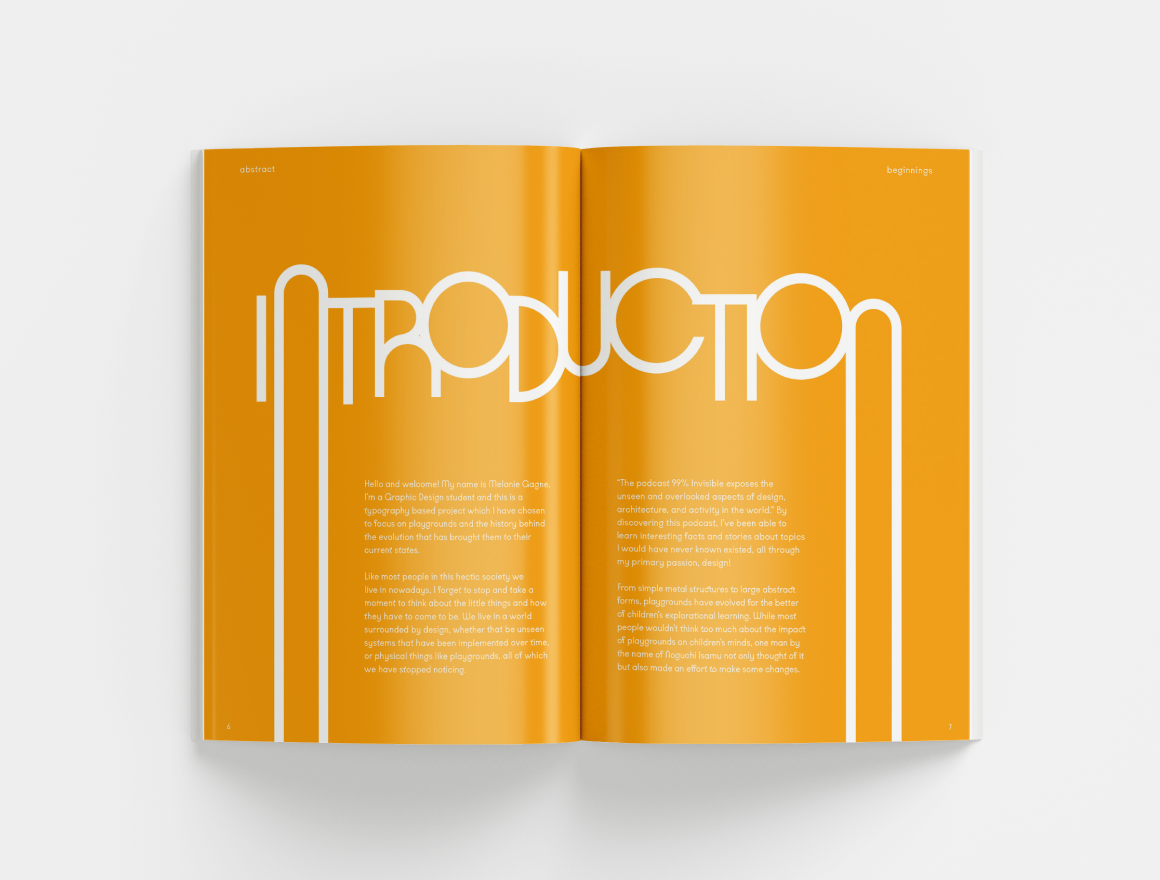 abstract
beginnings
INTRODUCTION
Hello and welcome! My name is Melanie Gagne,
I'm a Graphic Design student and this is a
typography based project which I have chosen
to focus on playgrounds and the history behind
the evolution that has brought them to their
current states.
Like most people in this hectic society we
live in nowadays, I forget to stop and take a
moment to think about the little things and how
they have to come to be. We live in a world
surrounded by design, whether that be unseen
systems that have been implemented over time,
or physical things like playgrounds, all of which
we have stopped noticing.
"The podcast 99% Invisible exposes the
unseen and overlooked aspects of design,
architecture, and activity in the world." By
discovering this podcast, I've been able to
learn interesting facts and stories about topics
I would have never known existed, all through
my primary passion, design!
From simple metal structures to large abstract
forms, playgrounds have evolved for the better
of children's explorational learning. While most
people wouldn't think too much about the impact
of playgrounds on children's minds, one man by
the name of Noguchi Isamu not only thought of it
but also made an effort to make some changes.
6
7